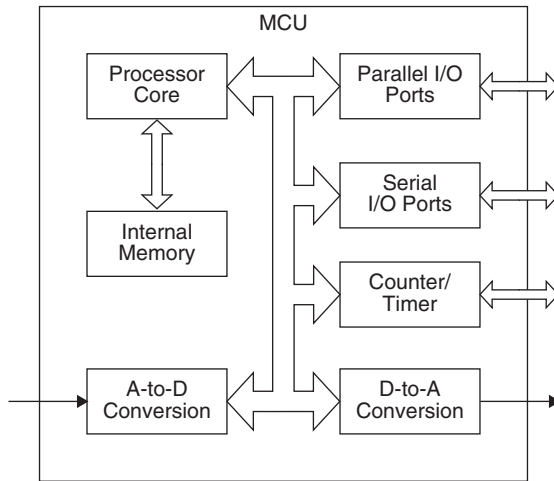 MCU
Processor
Core
Parallel I/O
Ports
Internal
Memory
Serial
I/O Ports
Counter/
Timer
A-to-D
Conversion
D-to-A
Conversion